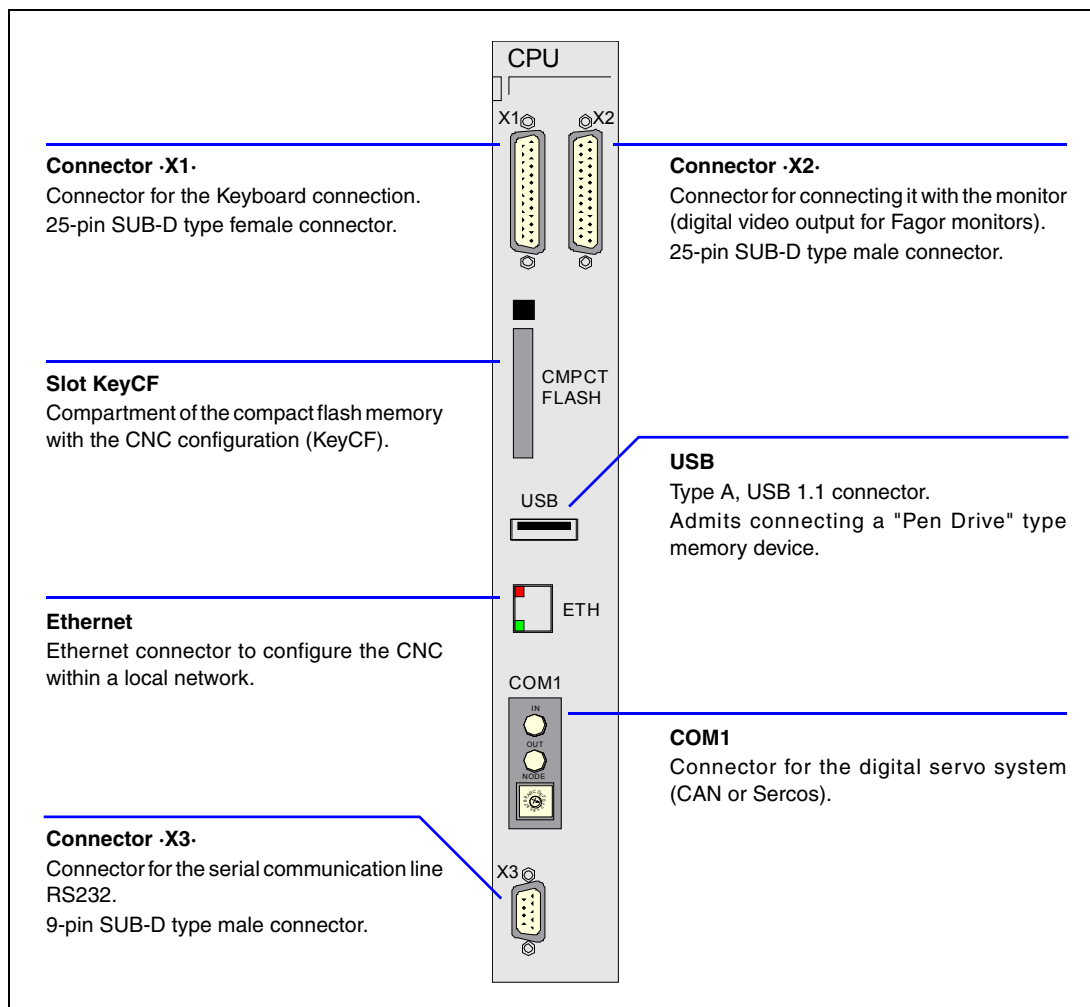 CPU
X1
X2
Connector ·X1·
Connector for the Keyboard connection.
25-pin SUB-D type female connector.
Connector ·X2·
Connector for connecting it with the monitor
(digital video output for Fagor monitors).
25-pin SUB-D type male connector.
Slot KeyCF
Compartment of the compact flash memory
with the CNC configuration (KeyCF).
CMPCT
FLASH
USB
USB
Type A, USB 1.1 connector.
Admits connecting a "Pen Drive" type
memory device.
Ethernet
Ethernet connector to configure the CNC
within a local network.
ETH
COM1
IN
OUT
NODE
COM1
Connector for the digital servo system
(CAN or Sercos).
Connector ·X3·
Connector for the serial communication line
RS232.
9-pin SUB-D type male connector.
X3